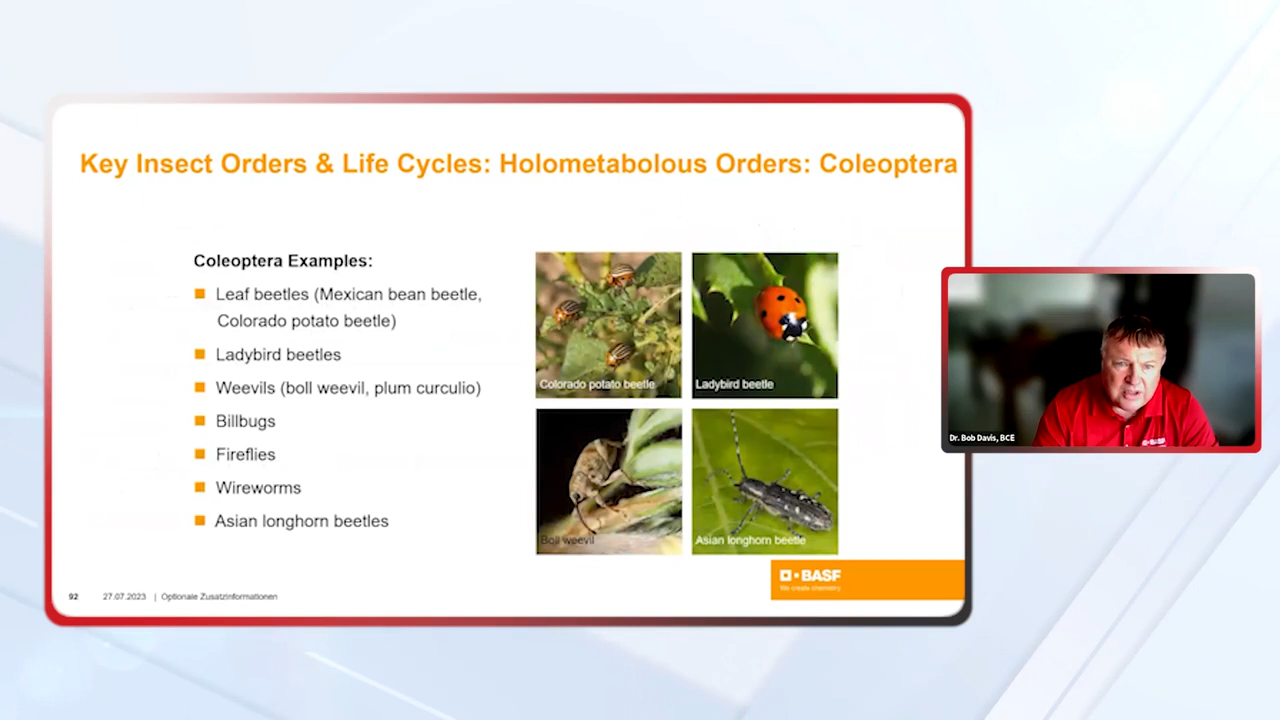 Key Insect Orders & Life Cycles: Holometabolous Orders: Coleoptera
Coleoptera Examples:
Leaf beetles (Mexican bean beetle,
Colorado potato beetle)
Ladybird beetles
Weevils (boll weevil, plum curculio)
Billbugs
Fireflies
Wireworms
Asian longhorn beetles
Colorado potato beetle
Ladybird beetle
Boll weevil
Asian longhorn beetle
BASF
We create chemistry
92 27.07.2023 | Optionale Zusatzinformationen
Dr. Bob Davis, BCE
BASF